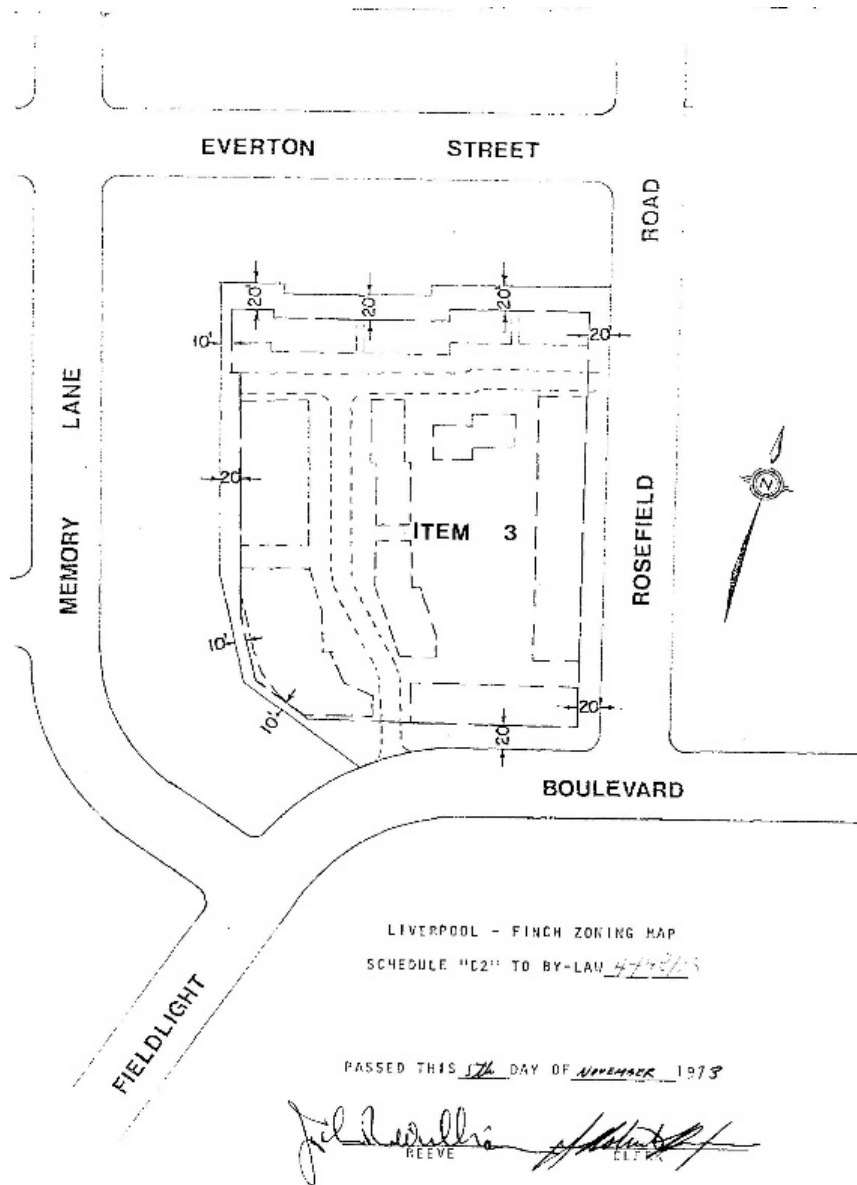 EVERTON STREET
ROAD
20' 20' 20'
10' 20'
LANE
20'
N
ITEM 3
MEMORY
ROSEFIELD
10'
10' 20' 20'
BOULEVARD
LIVERPOOL - FINCH ZONING MAP
SCHEDULE "C2" TO BY-LAW
FIELDLIGHT
PASSED THIS 5th DAY OF NOVEMBER 1973
REEVE CLERK